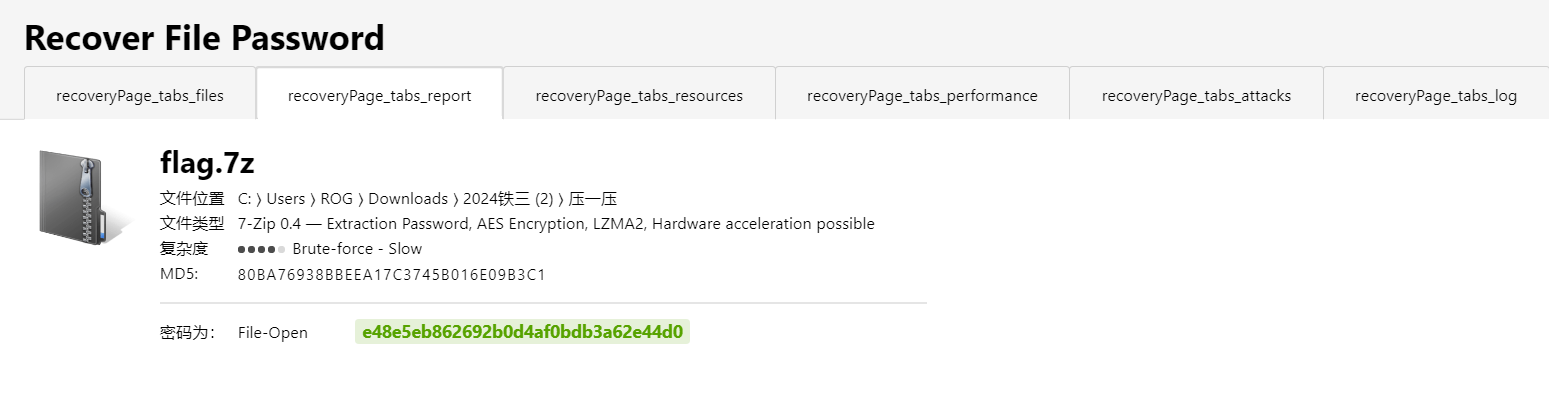 Recover File Password
recoveryPage_tabs_files recoveryPage_tabs_report recoveryPage_tabs_resources recoveryPage_tabs_performance recoveryPage_tabs_attacks recoveryPage_tabs_log
flag.7z
文件位置 C: ⟩ Users ⟩ ROG ⟩ Downloads ⟩ 2024铁三 (2) ⟩ 压一压
文件类型 7-Zip 0.4 — Extraction Password, AES Encryption, LZMA2, Hardware acceleration possible
复杂度 Brute-force - Slow
MD5: 80BA76938BBEEA17C3745B016E09B3C1
密码为: File-Open e48e5eb862692b0d4af0bdb3a62e44d0